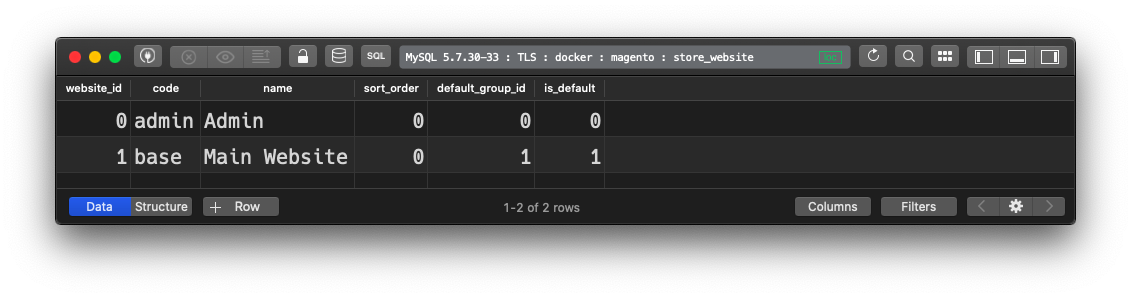 SQL MySQL 5.7.30-33 : TLS : docker : magento : store_website loc
website_id code name sort_order default_group_id is_default
0 admin Admin 0 0 0
1 base Main Website 0 1 1
Data Structure + Row 1-2 of 2 rows Columns Filters